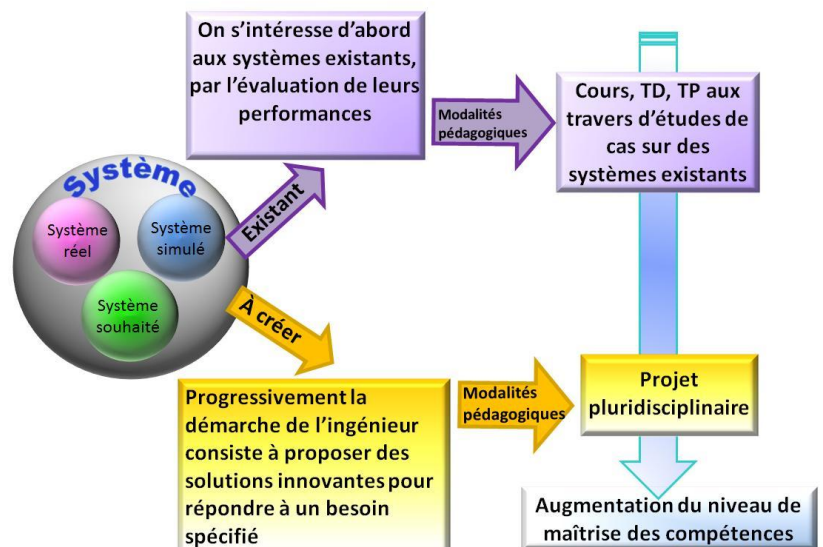 On s’intéresse d’abord
aux systèmes existants,
par l’évaluation de leurs
performances
Modalités
pédagogiques
Cours, TD, TP aux
travers d’études de
cas sur des
systèmes existants
Système
Système
réel
Système
simulé
Système
souhaité
Existant
À créer
Progressivement la
démarche de l’ingénieur
consiste à proposer des
solutions innovantes pour
répondre à un besoin
spécifié
Modalités
pédagogiques
Projet
pluridisciplinaire
Augmentation du niveau de
maîtrise des compétences